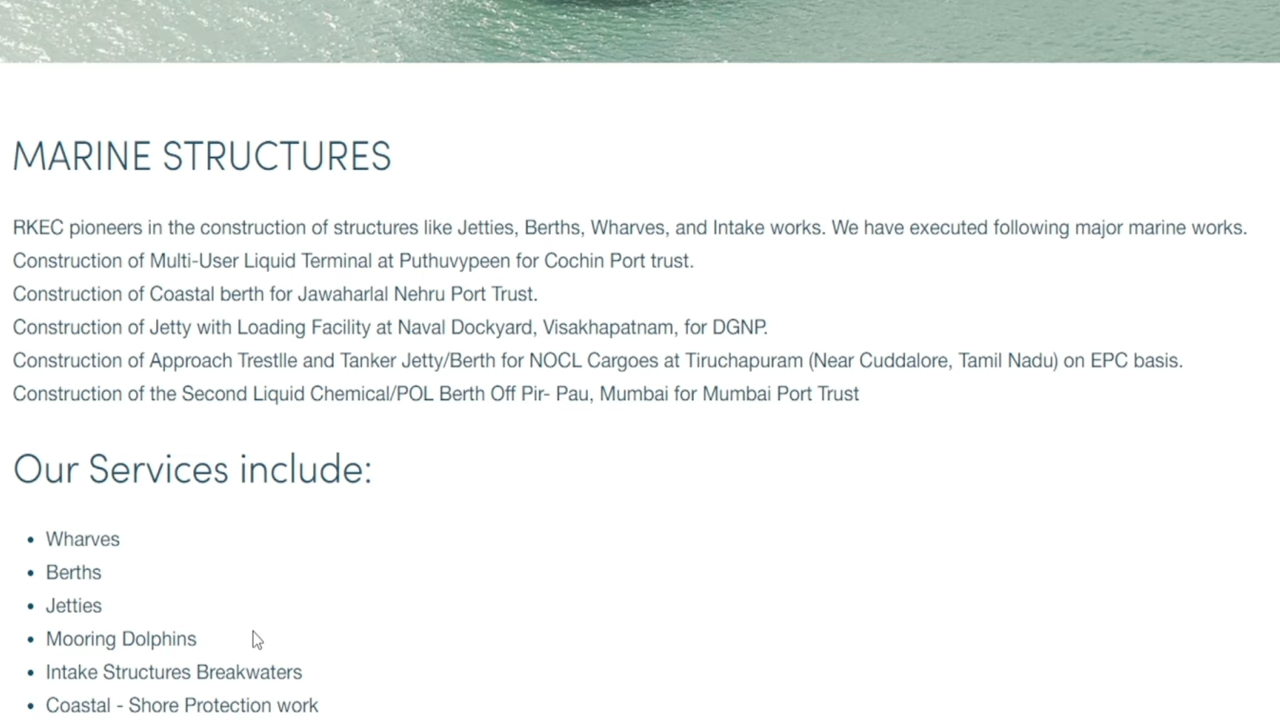 MARINE STRUCTURES
RKEC pioneers in the construction of structures like Jetties, Berths, Wharves, and Intake works. We have executed following major marine works.
Construction of Multi-User Liquid Terminal at Puthuvypeen for Cochin Port trust.
Construction of Coastal berth for Jawaharlal Nehru Port Trust.
Construction of Jetty with Loading Facility at Naval Dockyard, Visakhapatnam, for DGNP.
Construction of Approach Trestlle and Tanker Jetty/Berth for NOCL Cargoes at Tiruchapuram (Near Cuddalore, Tamil Nadu) on EPC basis.
Construction of the Second Liquid Chemical/POL Berth Off Pir- Pau, Mumbai for Mumbai Port Trust
Our Services include:
• Wharves
• Berths
• Jetties
• Mooring Dolphins
• Intake Structures Breakwaters
• Coastal - Shore Protection work